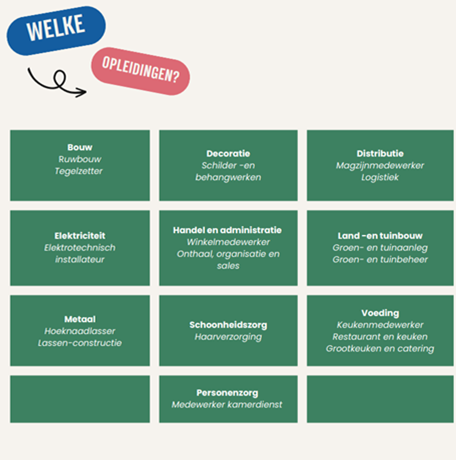 WELKE
OPLEIDINGEN?
Bouw
Ruwbouw
Tegelzetter
Decoratie
Schilder -en
behangwerken
Distributie
Magzijnmedewerker
Logistiek
Elektriciteit
Elektrotechnisch
installateur
Handel en administratie
Winkelmedewerker
Onthaal, organisatie en
sales
Land -en tuinbouw
Groen- en tuinaanleg
Groen- en tuinbeheer
Metaal
Hoeknaadlasser
Lassen-constructie
Schoonheidszorg
Haarverzorging
Voeding
Keukenmedewerker
Restaurant en keuken
Grootkeuken en catering
Personenzorg
Medewerker kamerdienst